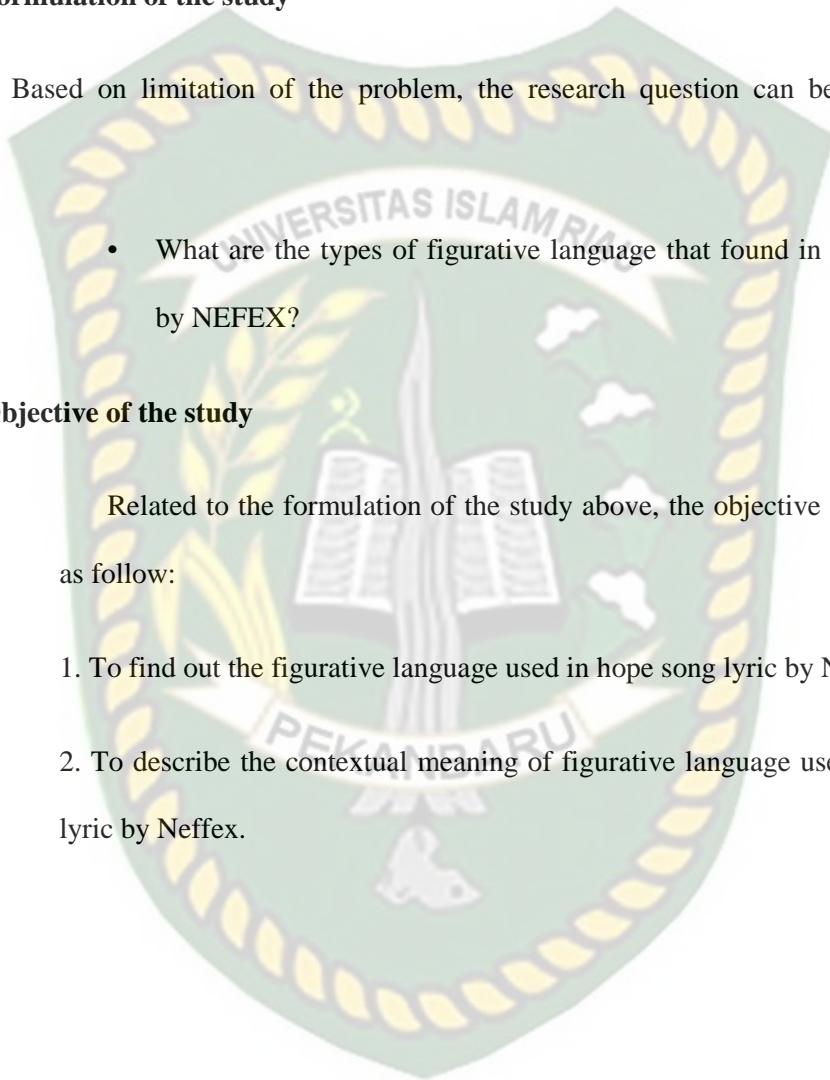 ormulation of the study
Based on limitation of the problem, the research question can be
UNIVERSITAS ISLAM RIAU
• What are the types of figurative language that found in
by NEFEX?
bjective of the study
Related to the formulation of the study above, the objective
as follow:
1. To find out the figurative language used in hope song lyric by N
PEKANBARU
2. To describe the contextual meaning of figurative language use
lyric by Neffex.